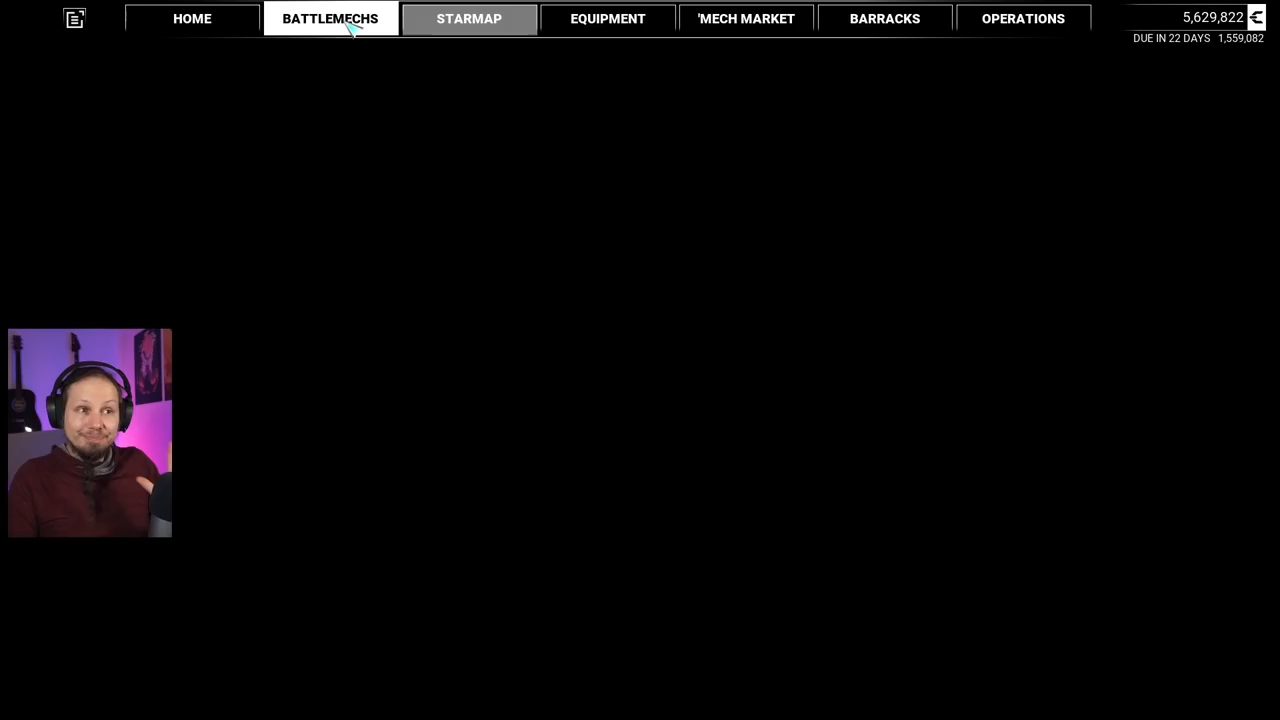 HOME
BATTLEMECHS
STARMAP
EQUIPMENT
'MECH MARKET
BARRACKS
OPERATIONS
5,629,822
DUE IN 22 DAYS 1,559,082